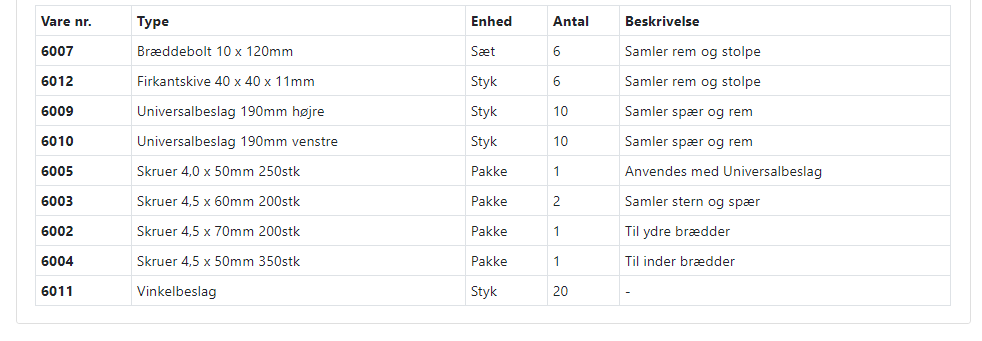 Vare nr. Type Enhed Antal Beskrivelse
6007 Bræddebolt 10 x 120mm Sæt 6 Samler rem og stolpe
6012 Firkantskive 40 x 40 x 11mm Styk 6 Samler rem og stolpe
6009 Universalbeslag 190mm højre Styk 10 Samler spær og rem
6010 Universalbeslag 190mm venstre Styk 10 Samler spær og rem
6005 Skruer 4,0 x 50mm 250stk Pakke 1 Anvendes med Universalbeslag
6003 Skruer 4,5 x 60mm 200stk Pakke 2 Samler stern og spær
6002 Skruer 4,5 x 70mm 200stk Pakke 1 Til ydre brædder
6004 Skruer 4,5 x 50mm 350stk Pakke 1 Til inder brædder
6011 Vinkelbeslag Styk 20 -